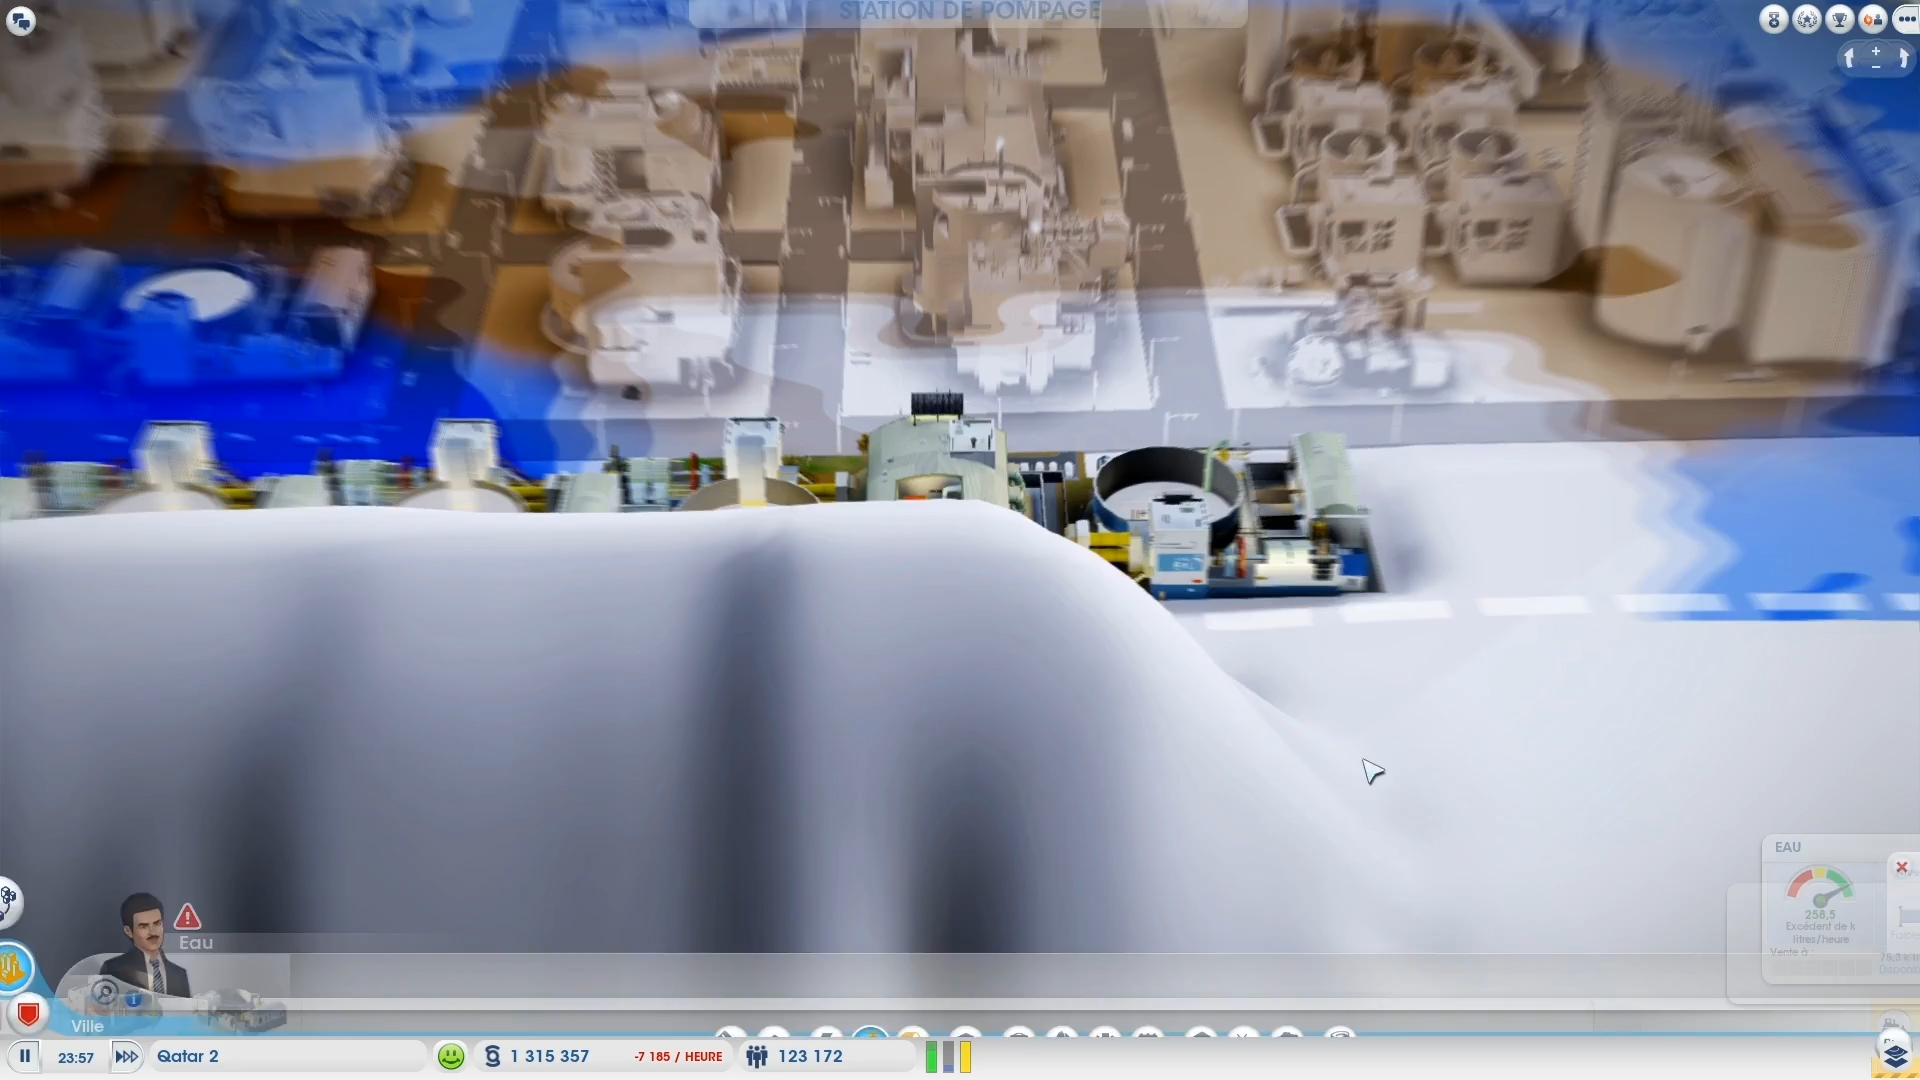 STATION DE POMPAGE
EAU
258,5
Excédent de k
litres/heure
Vente à :
Eau
Ville
23:57
Qatar 2
1 315 357
-7 185 / HEURE
123 172